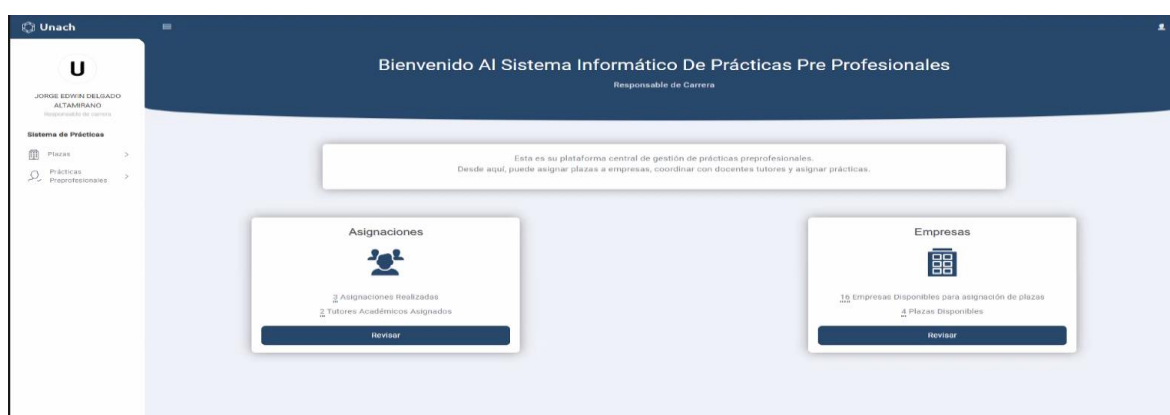 Unach
U
JORGE EDWIN DELGADO
ALTAMIRANO
Responsable de carrera
Sistema de Prácticas
Plazas
Prácticas
Preprofesionales
Bienvenido Al Sistema Informático De Prácticas Pre Profesionales
Responsable de Carrera
Esta es su plataforma central de gestión de prácticas preprofesionales.
Desde aquí, puede asignar plazas a empresas, coordinar con docentes tutores y asignar prácticas.
Asignaciones
3 Asignaciones Realizadas
2 Tutores Académicos Asignados
Revisar
Empresas
16 Empresas Disponibles para asignación de plazas
4 Plazas Disponibles
Revisar